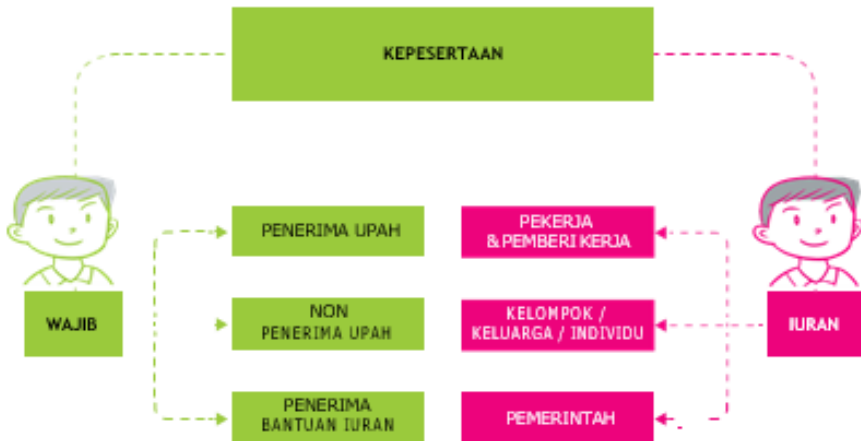 KEPESERTAAN
WAJIB
PENERIMA UPAH
NON
PENERIMA UPAH
PENERIMA
BANTUAN IURAN
PEKERJA
& PEMBERI KERJA
KELOMPOK /
KELUARGA / INDIVIDU
PEMERINTAH
IURAN